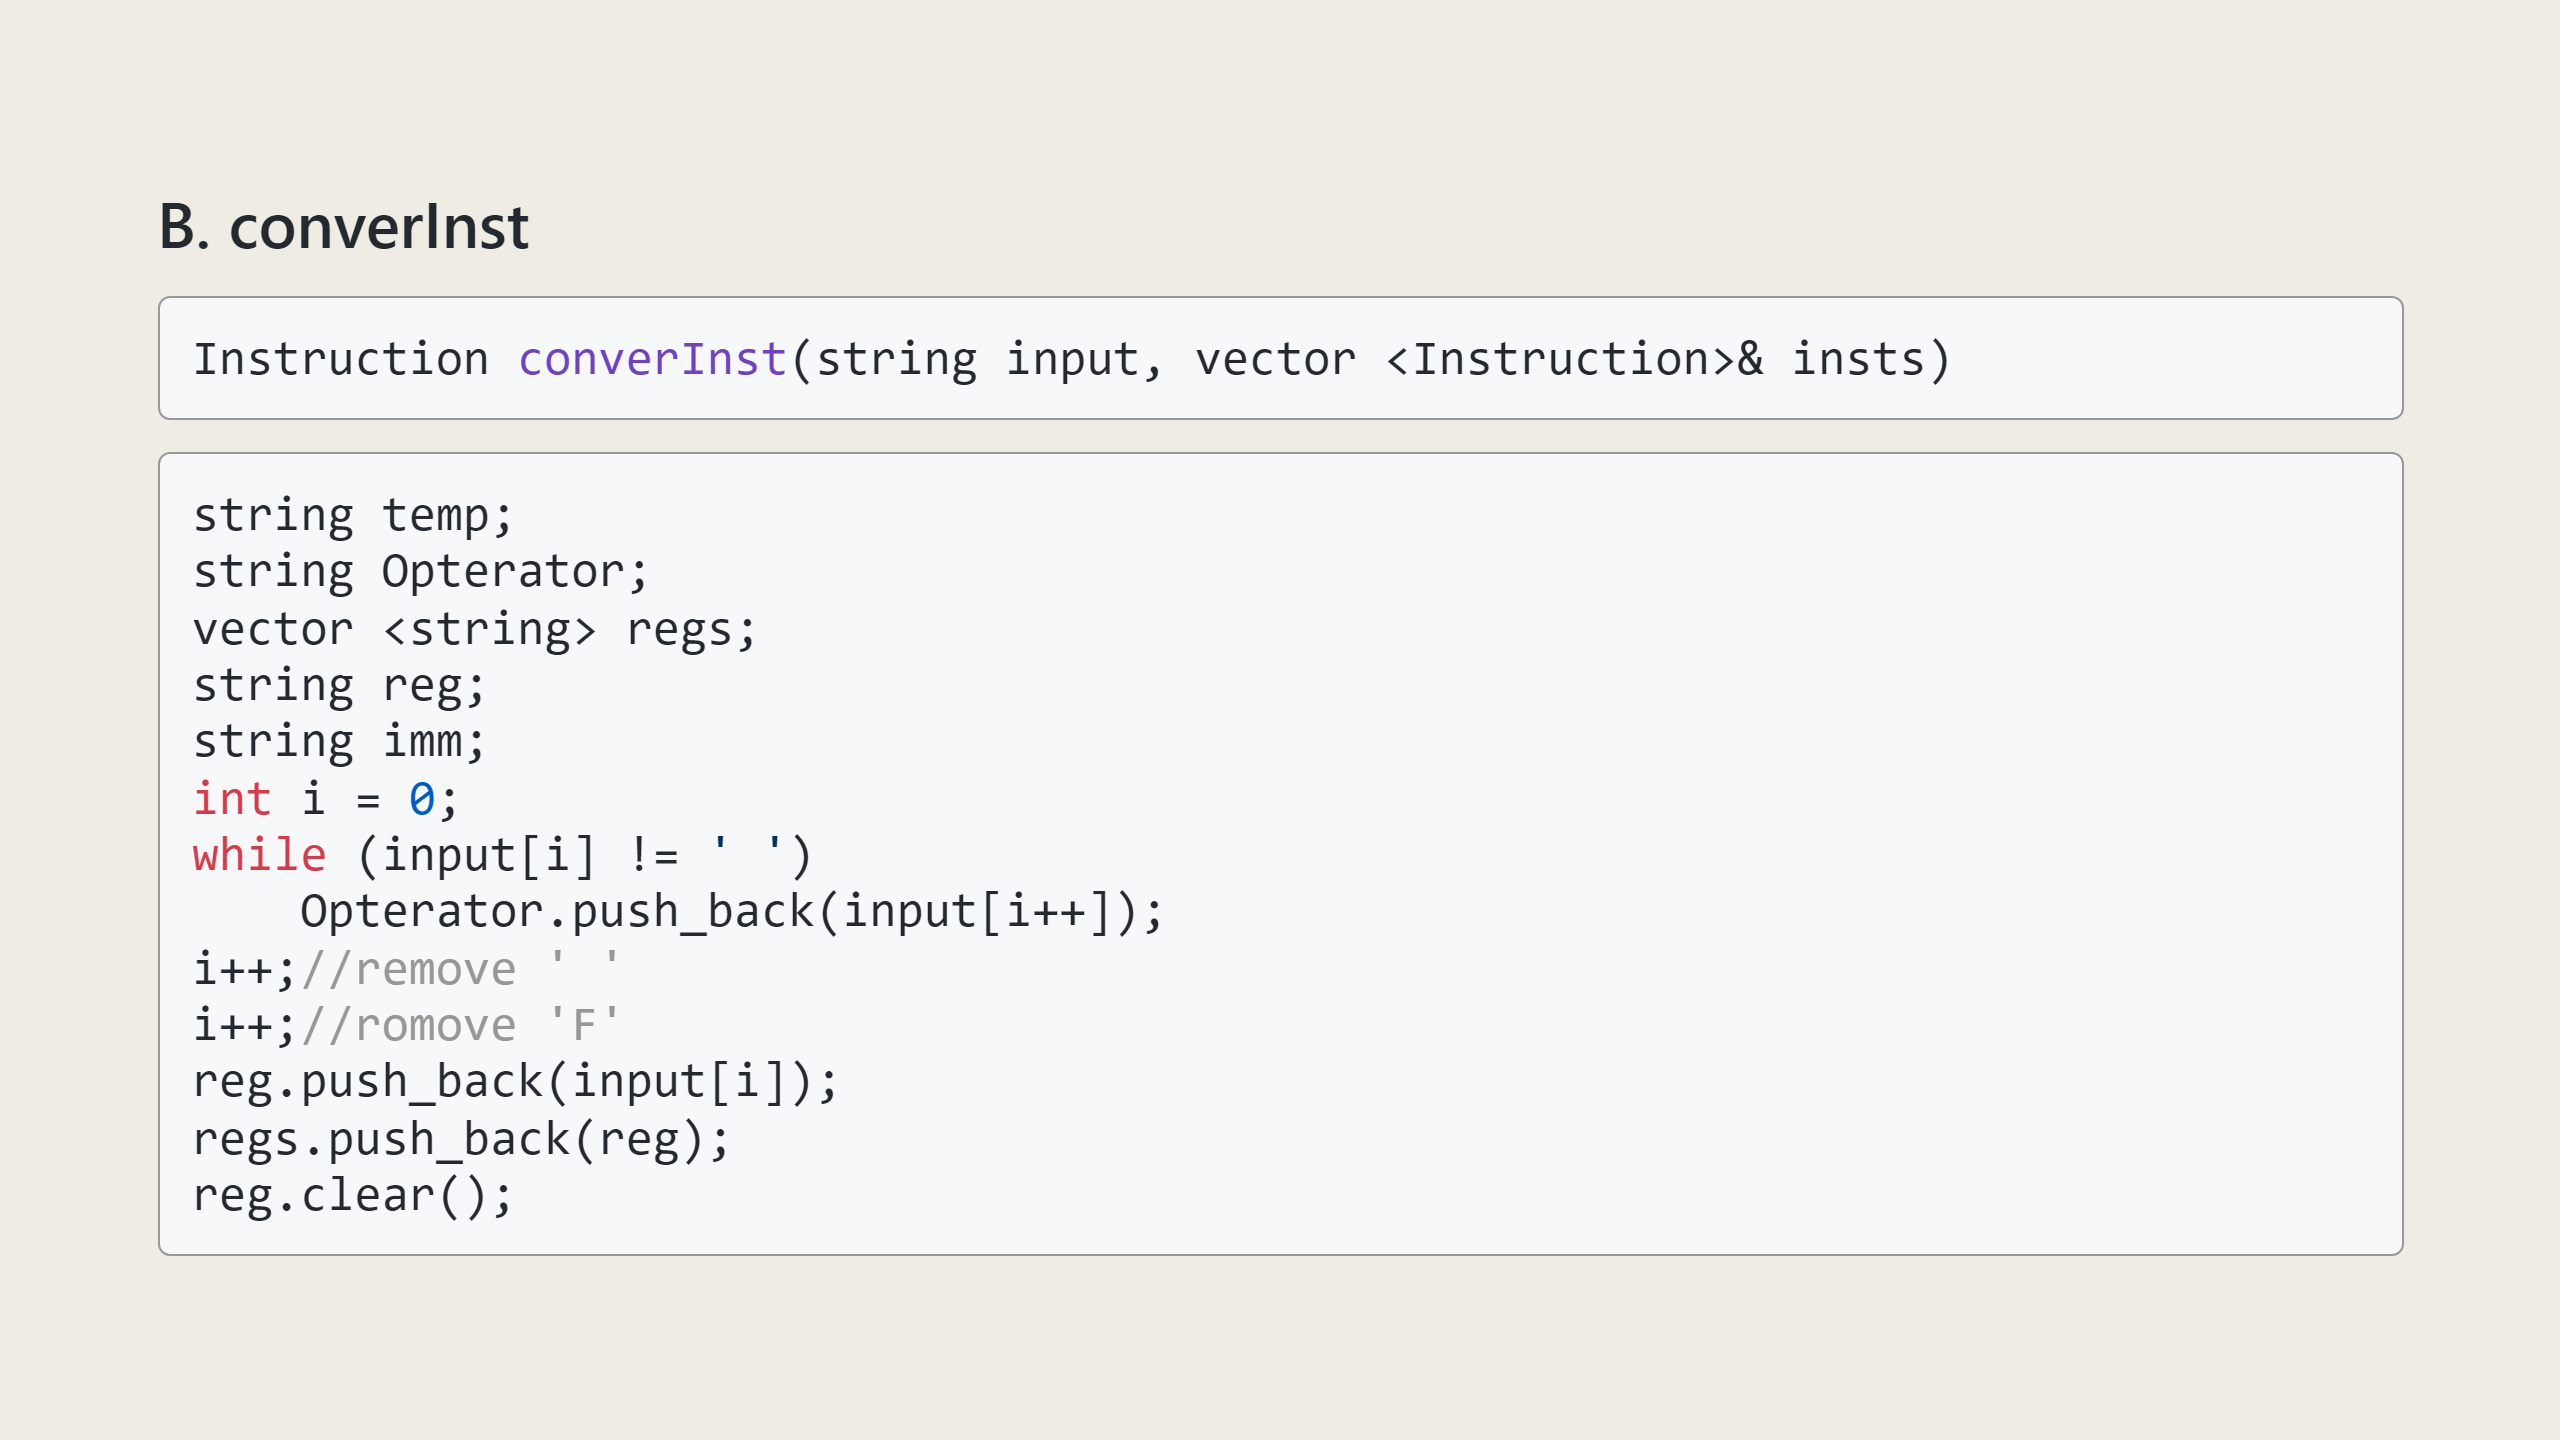 B. converInst
Instruction converInst(string input, vector <Instruction>& insts)
string temp;
string Opterator;
vector <string> regs;
string reg;
string imm;
int i = 0;
while (input[i] != ' ')
    Opterator.push_back(input[i++]);
i++;//remove ' '
i++;//romove 'F'
reg.push_back(input[i]);
regs.push_back(reg);
reg.clear();